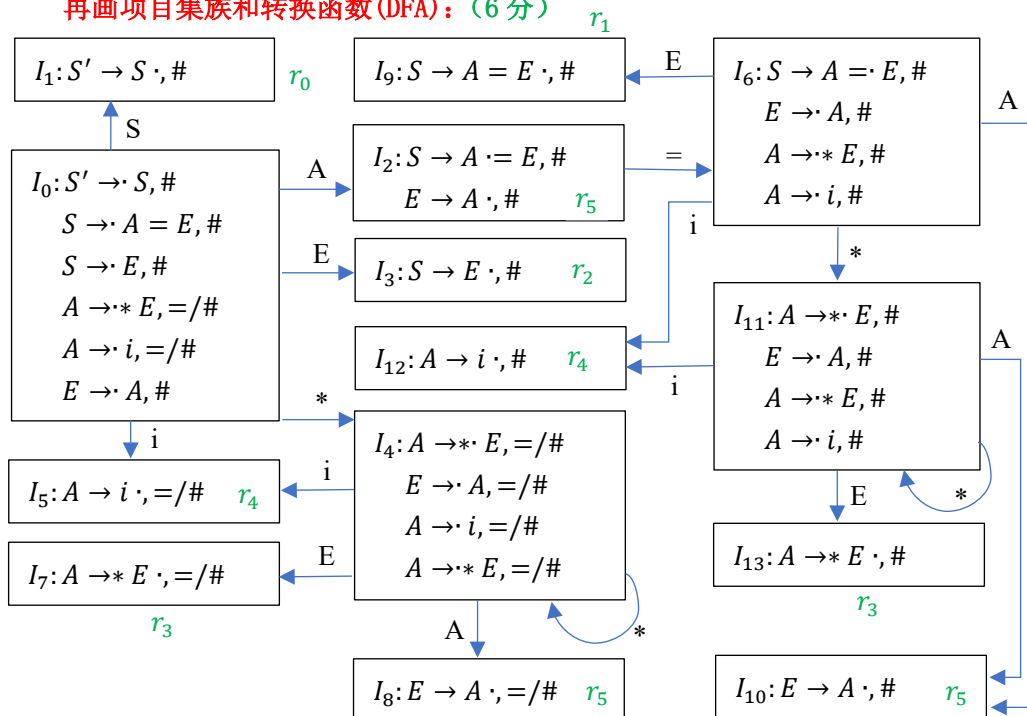 再画项目集族和转换函数(DFA):(6分)
r₁
I₁: S′ → S ·, #
r₀
I₉: S → A = E ·, #
E
I₆: S → A =· E, #
E →· A, #
A →·* E, #
A →· i, #
A
S
I₀: S′ →· S, #
S →· A = E, #
S →· E, #
A →·* E, =/#
A →· i, =/#
E →· A, #
A
I₂: S → A ·= E, #
E → A ·, #
r₅
=
i
*
E
I₃: S → E ·, #
r₂
I₁₂: A → i ·, #
r₄
i
I₁₁: A →*· E, #
E →· A, #
A →·* E, #
A →· i, #
A
*
*
i
I₄: A →*· E, =/#
E →· A, =/#
A →· i, =/#
A →·* E, =/#
i
I₅: A → i ·, =/#
r₄
E
I₇: A →* E ·, =/#
r₃
E
I₁₃: A →* E ·, #
r₃
A
*
I₈: E → A ·, =/#
r₅
I₁₀: E → A ·, #
r₅